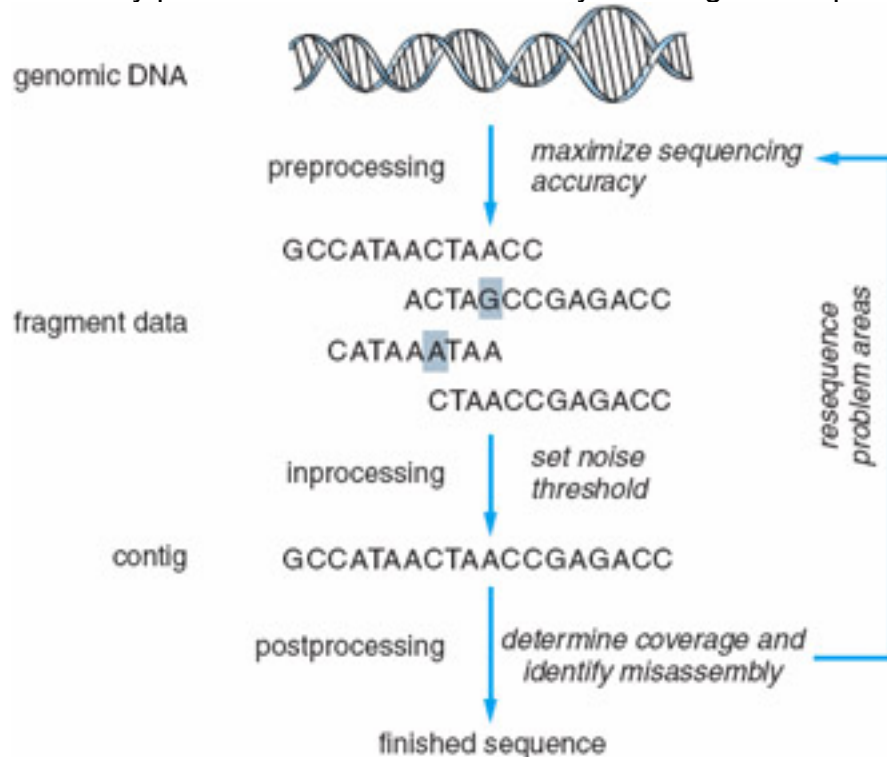 genomic DNA
preprocessing
maximize sequencing
accuracy
GCCATAACTAACC
ACTAGCCGAGACC
fragment data
CATAAATAA
CTAACCGAGACC
resequence
problem areas
inprocessing
set noise
threshold
contig
GCCATAACTAACCGAGACC
postprocessing
determine coverage and
identify misassembly
finished sequence